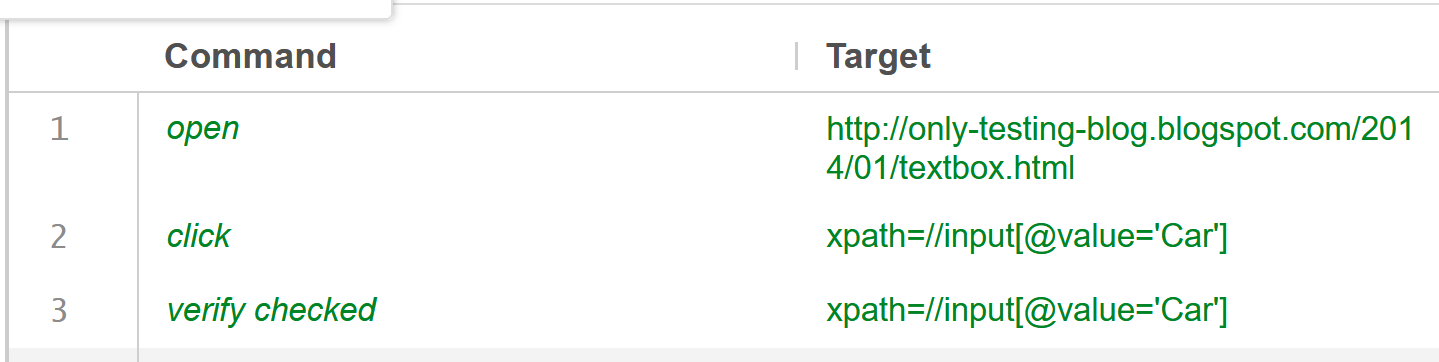 Command Target
1 open http://only-testing-blog.blogspot.com/201
4/01/textbox.html
2 click xpath=//input[@value='Car']
3 verify checked xpath=//input[@value='Car']